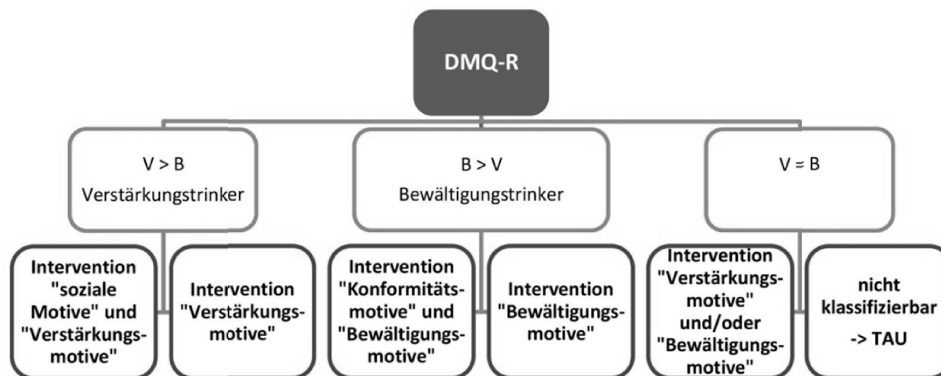 DMQ-R
V > B
Verstärkungstrinker
B > V
Bewältigungstrinker
V = B
Intervention
"soziale
Motive" und
"Verstärkungs-
motive"
Intervention
"Verstärkungs-
motive"
Intervention
"Konformitäts-
motive" und
"Bewältigungs-
motive"
Intervention
"Bewältigungs-
motive"
Intervention
"Verstärkungs-
motive"
und/oder
"Bewältigungs-
motive"
nicht
klassifizierbar
-> TAU